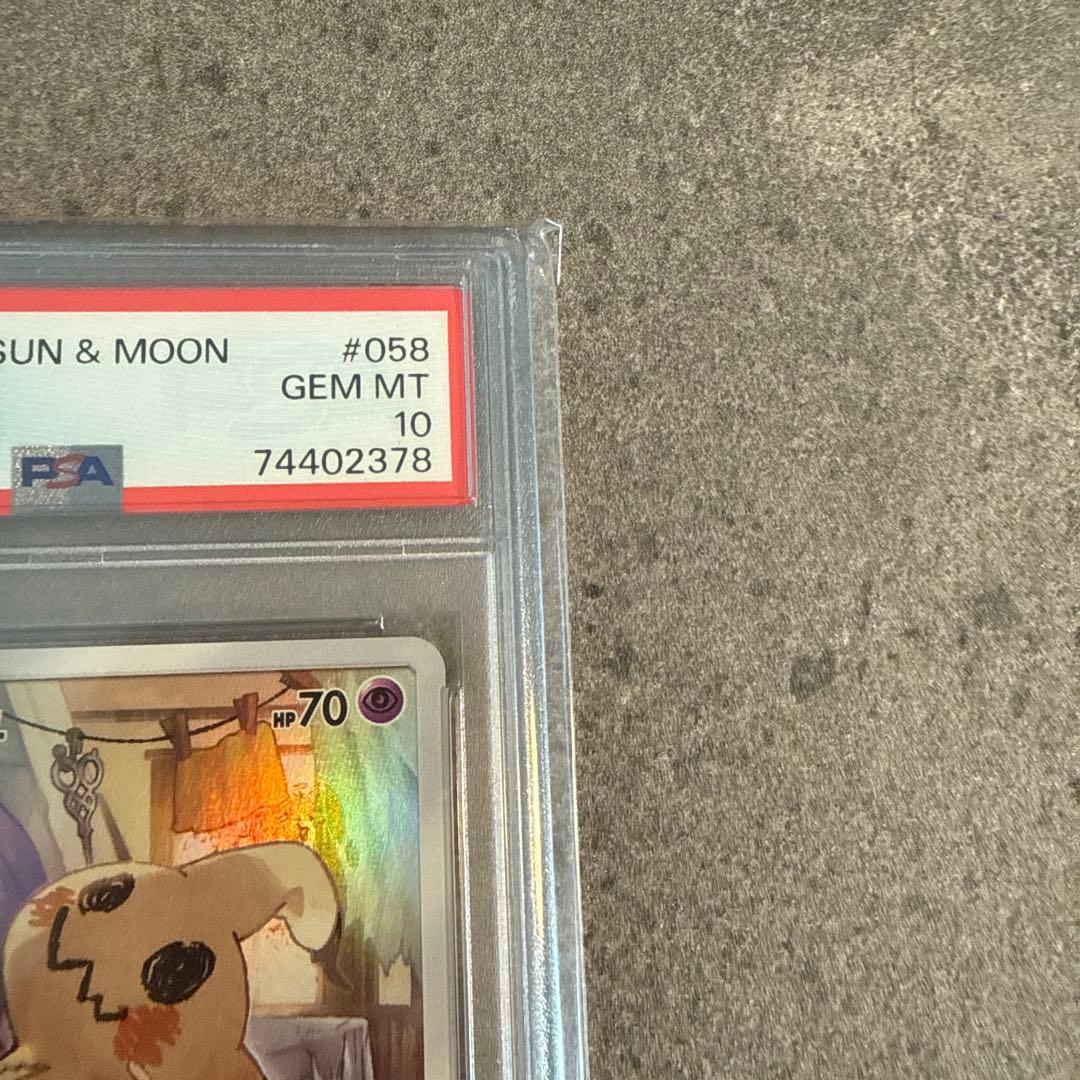 SUN & MOON #058
GEM MT
10
PSA 74402378
HP70